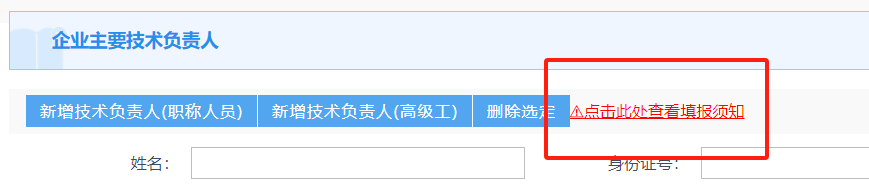 企业主要技术负责人
新增技术负责人(职称人员) 新增技术负责人(高级工) 删除选定 ⚠点击此处查看填报须知
姓名： 身份证号：